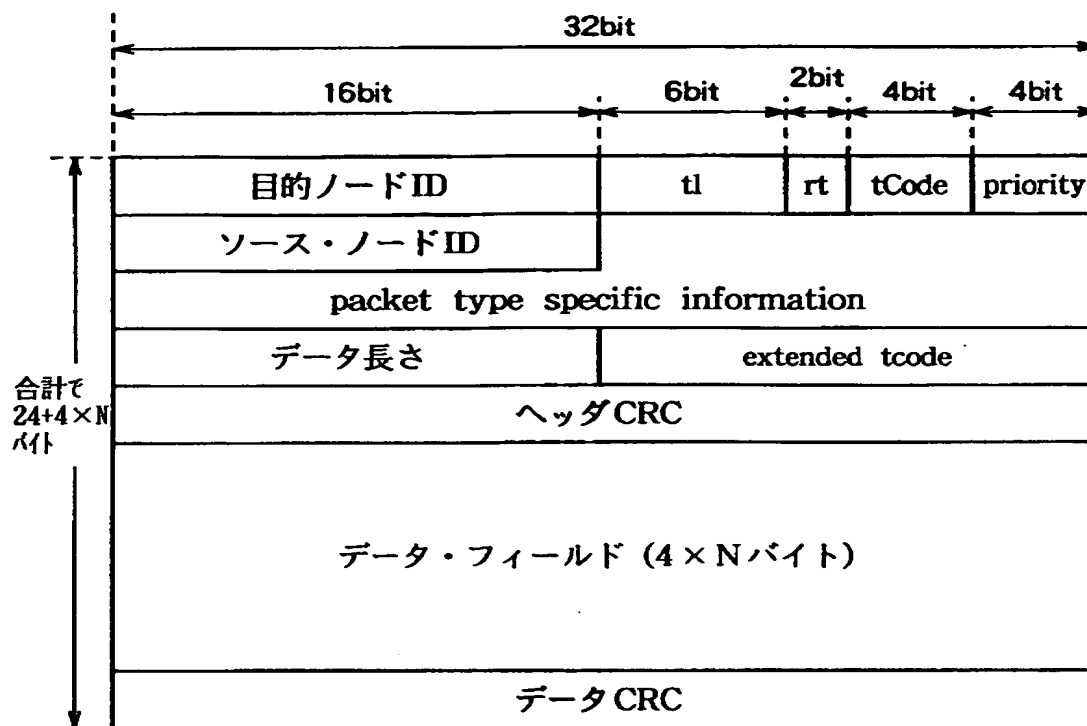 32bit
16bit
6bit
2bit
4bit
4bit
目的ノードID
tl
rt
tCode
priority
ソース・ノードID
packet type specific information
データ長さ
extended tcode
合計で
24+4×N
バイト
ヘッダCRC
データ・フィールド (4×Nバイト)
データCRC